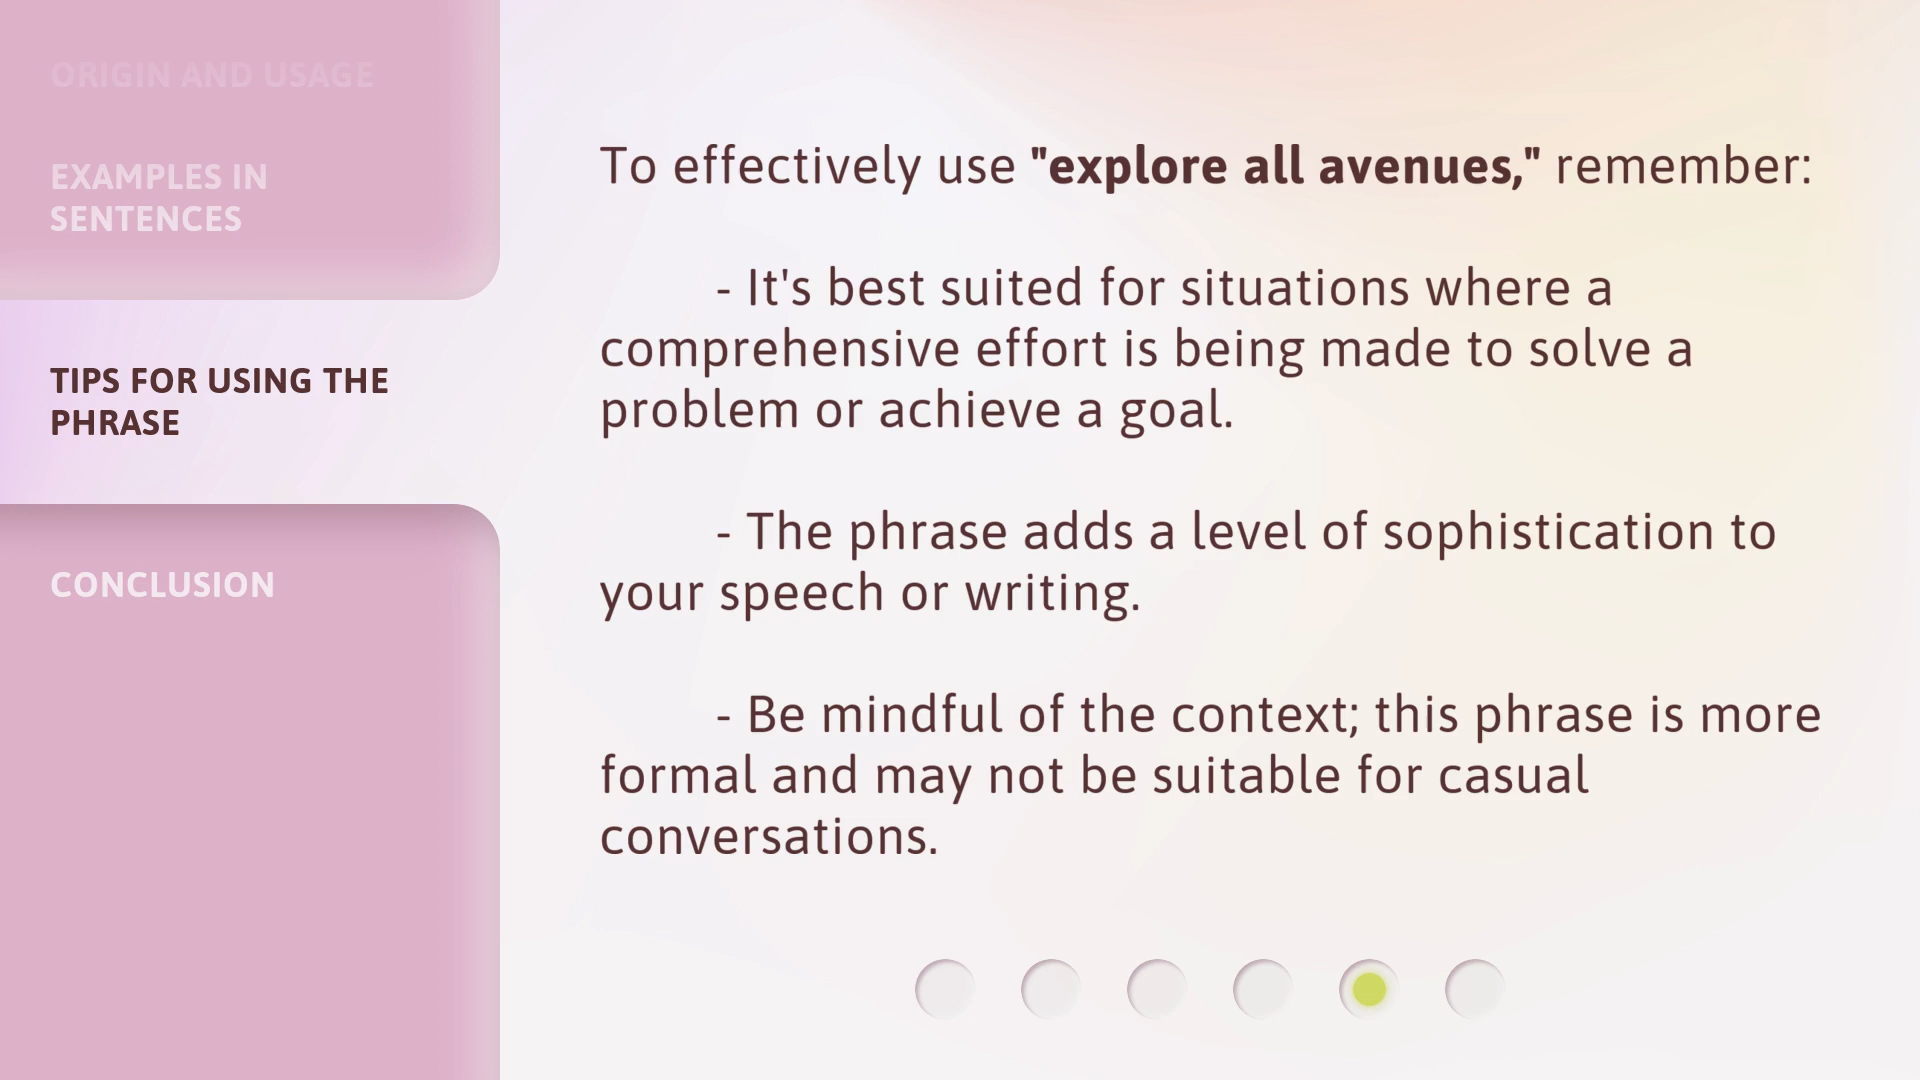 ORIGIN AND USAGE
EXAMPLES IN
SENTENCES
TIPS FOR USING THE
PHRASE
CONCLUSION
To effectively use "explore all avenues," remember:
- It's best suited for situations where a
comprehensive effort is being made to solve a
problem or achieve a goal.
- The phrase adds a level of sophistication to
your speech or writing.
- Be mindful of the context; this phrase is more
formal and may not be suitable for casual
conversations.